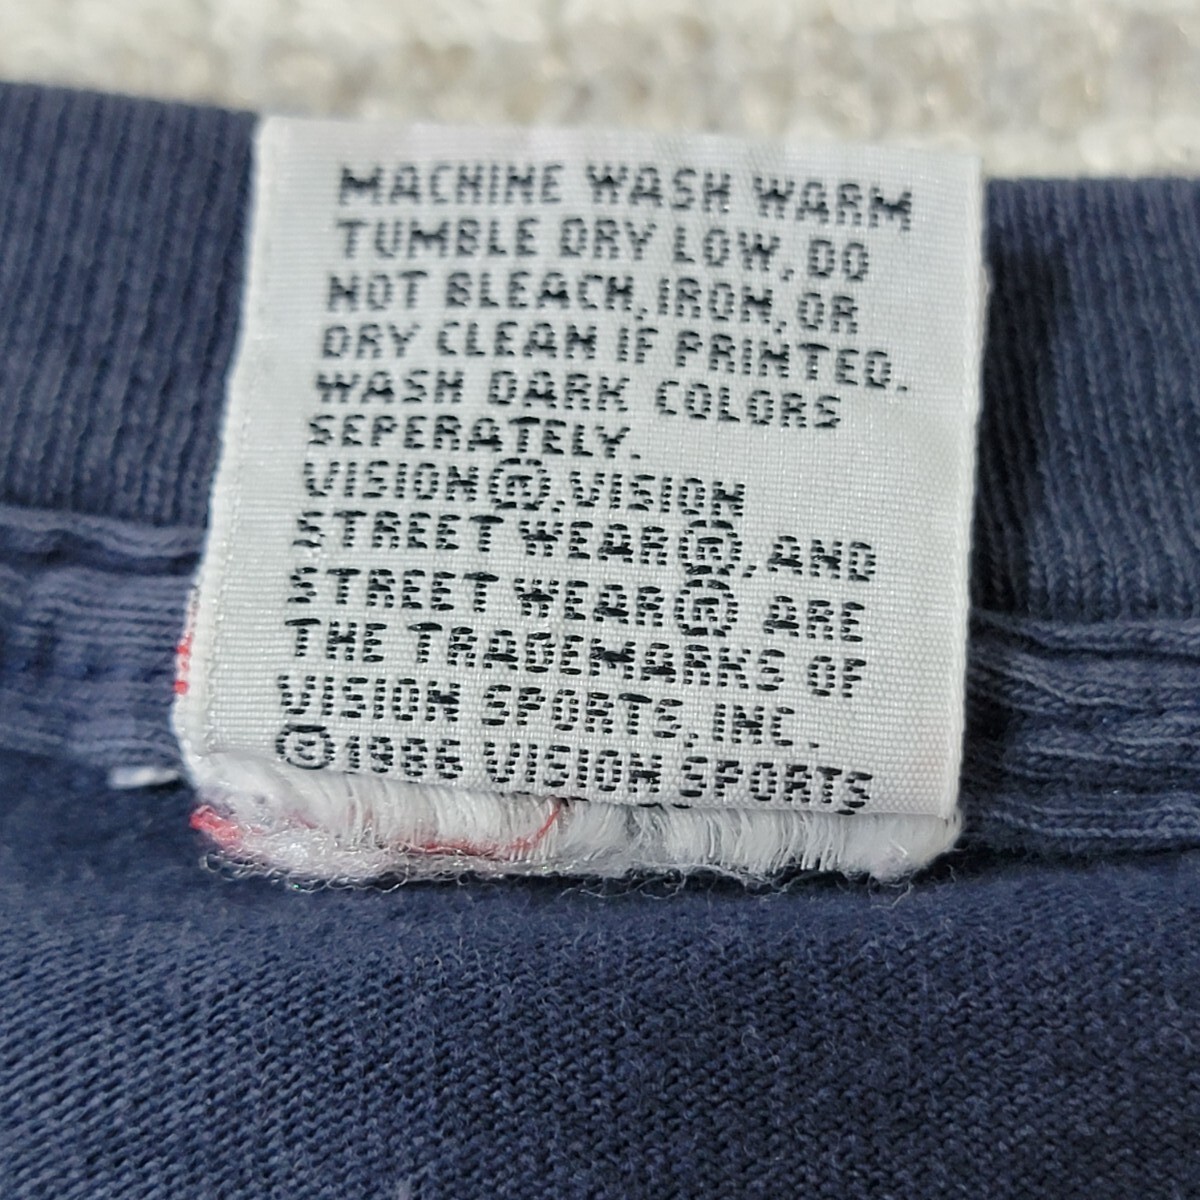 MACHINE WASH WARM
TUMBLE DRY LOW, DO
NOT BLEACH, IRON, OR
DRY CLEAN IF PRINTED.
WASH DARK COLORS
SEPERATELY.
VISION®, VISION
STREET WEAR®, AND
STREET WEAR® ARE
THE TRADEMARKS OF
VISION SPORTS, INC.
©1986 VISION SPORTS